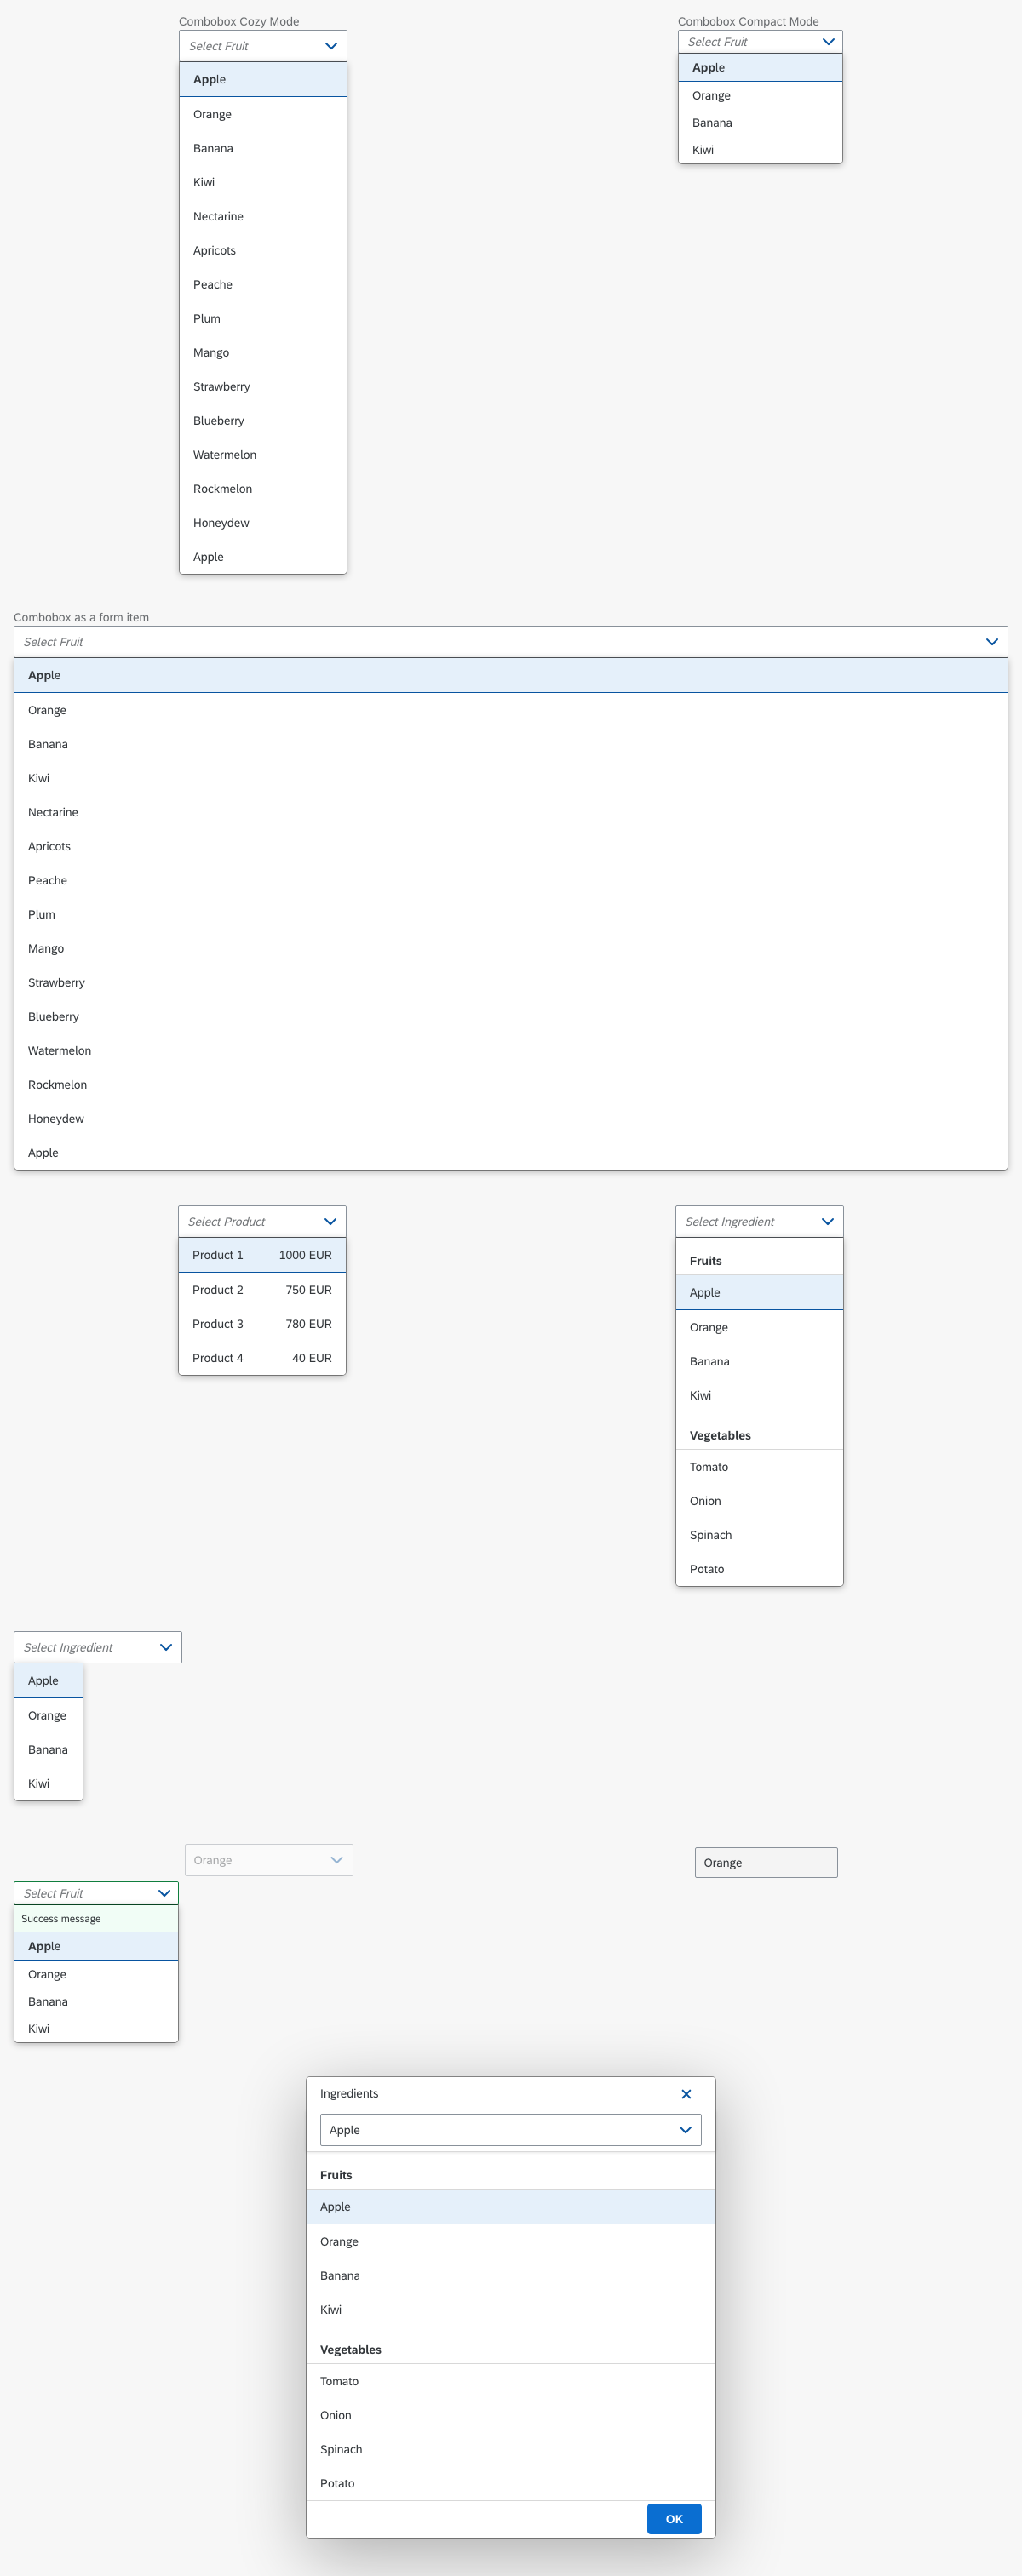 Combobox Cozy Mode
Select Fruit
Apple
Orange
Banana
Kiwi
Nectarine
Apricots
Peache
Plum
Mango
Strawberry
Blueberry
Watermelon
Rockmelon
Honeydew
Apple
Combobox Compact Mode
Select Fruit
Apple
Orange
Banana
Kiwi
Combobox as a form item
Select Fruit
Apple
Orange
Banana
Kiwi
Nectarine
Apricots
Peache
Plum
Mango
Strawberry
Blueberry
Watermelon
Rockmelon
Honeydew
Apple
Select Product
Product 1 1000 EUR
Product 2 750 EUR
Product 3 780 EUR
Product 4 40 EUR
Select Ingredient
Fruits
Apple
Orange
Banana
Kiwi
Vegetables
Tomato
Onion
Spinach
Potato
Select Ingredient
Apple
Orange
Banana
Kiwi
Orange
Orange
Select Fruit
Success message
Apple
Orange
Banana
Kiwi
Ingredients
Apple
Fruits
Apple
Orange
Banana
Kiwi
Vegetables
Tomato
Onion
Spinach
Potato
OK